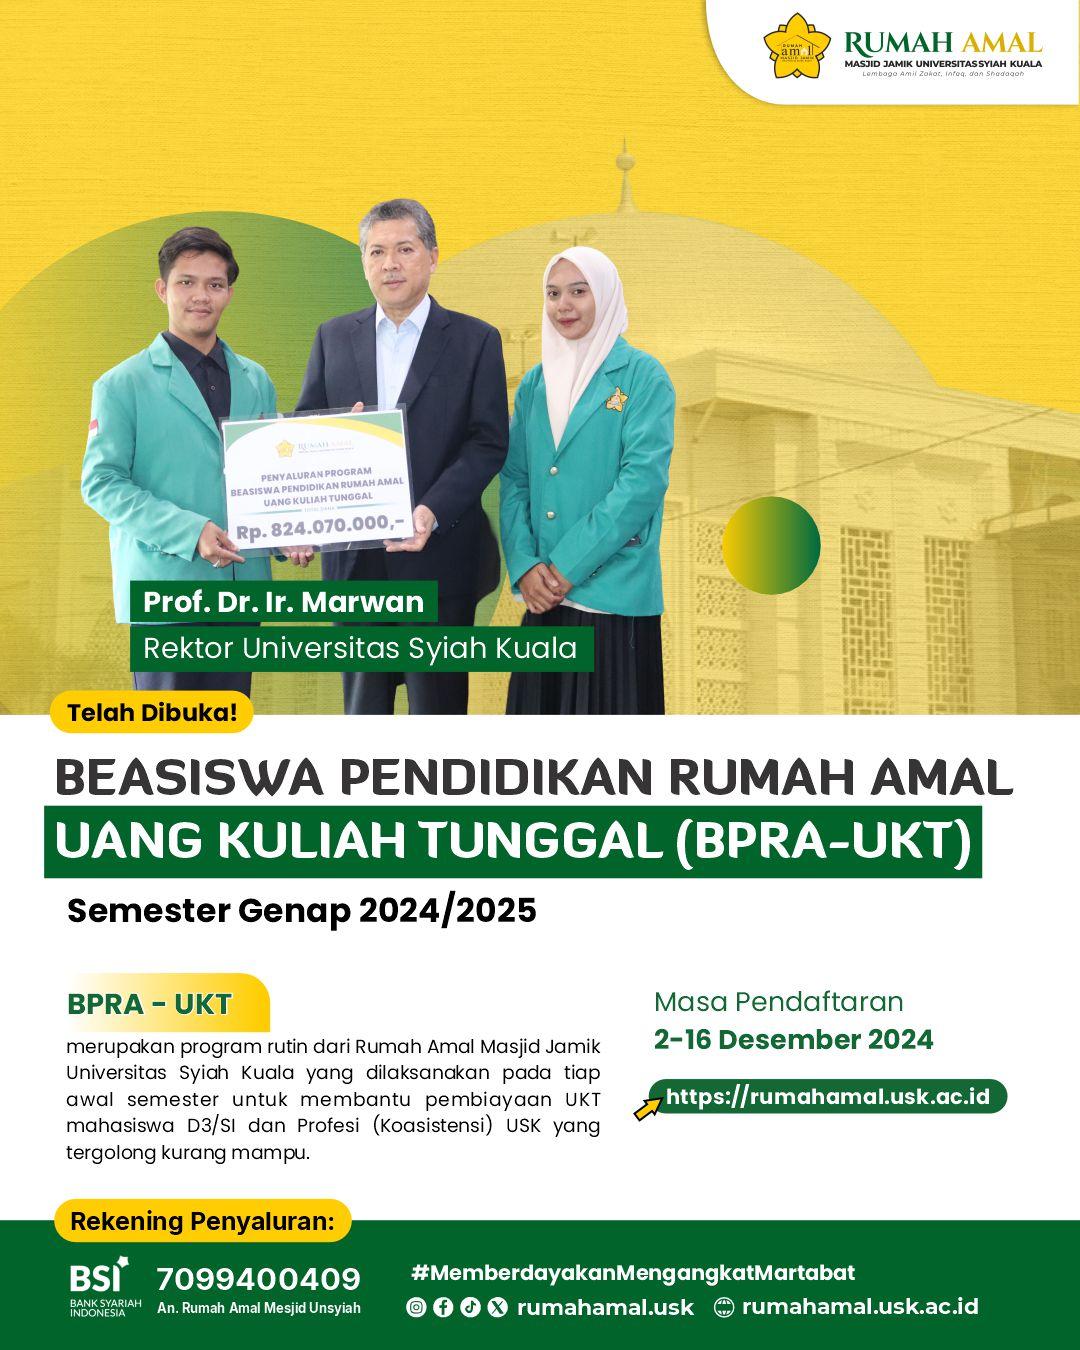 RUMAH AMAL
MASJID JAMIK UNIVERSITAS SYIAH KUALA
Lembaga Amil Zakat, Infaq, dan Shadaqah
RUMAH AMAL
PENYALURAN PROGRAM
BEASISWA PENDIDIKAN RUMAH AMAL
UANG KULIAH TUNGGAL
TOTAL DANA
Rp. 824.070.000,-
Prof. Dr. Ir. Marwan
Rektor Universitas Syiah Kuala
Telah Dibuka!
BEASISWA PENDIDIKAN RUMAH AMAL
UANG KULIAH TUNGGAL (BPRA-UKT)
Semester Genap 2024/2025
BPRA - UKT
merupakan program rutin dari Rumah Amal Masjid Jamik
Universitas Syiah Kuala yang dilaksanakan pada tiap
awal semester untuk membantu pembiayaan UKT
mahasiswa D3/SI dan Profesi (Koasistensi) USK yang
tergolong kurang mampu.
Masa Pendaftaran
2-16 Desember 2024
https://rumahamal.usk.ac.id
Rekening Penyaluran:
BSI
BANK SYARIAH
INDONESIA
7099400409
An. Rumah Amal Mesjid Unsyiah
#MemberdayakanMengangkatMartabat
rumahamal.usk
rumahamal.usk.ac.id